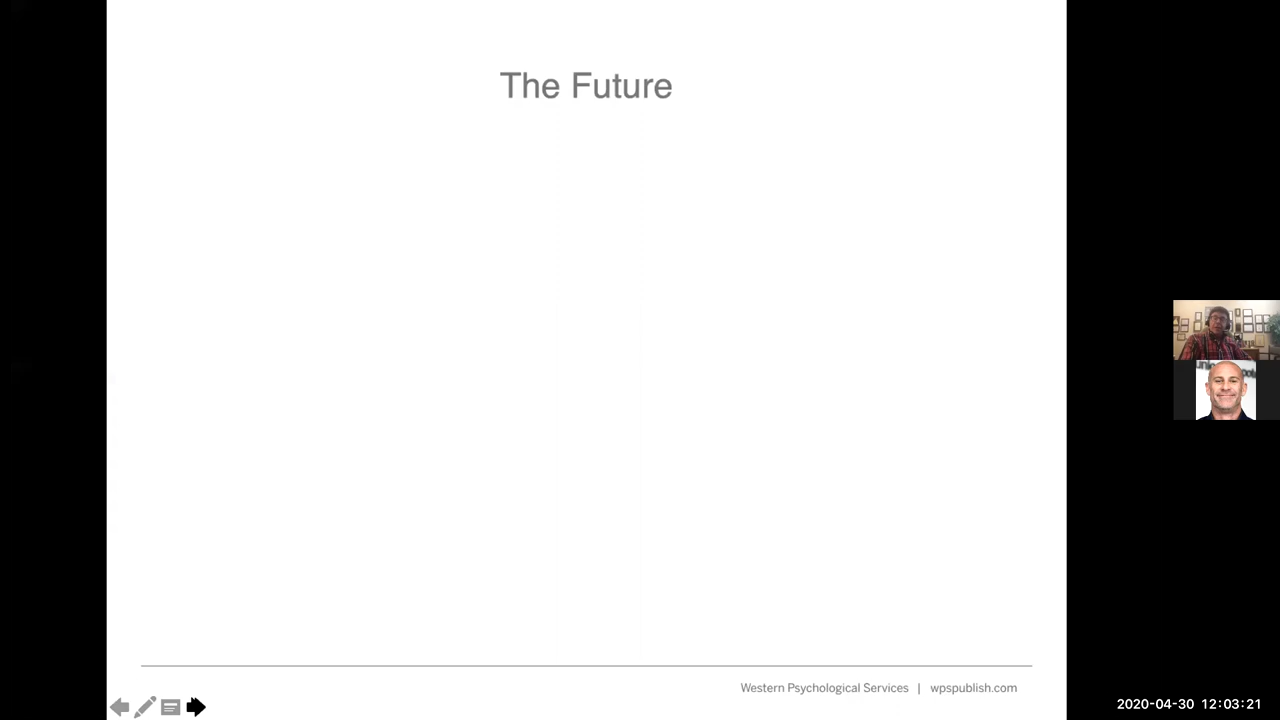 The Future
Western Psychological Services | wpspublish.com
2020-04-30 12:03:21